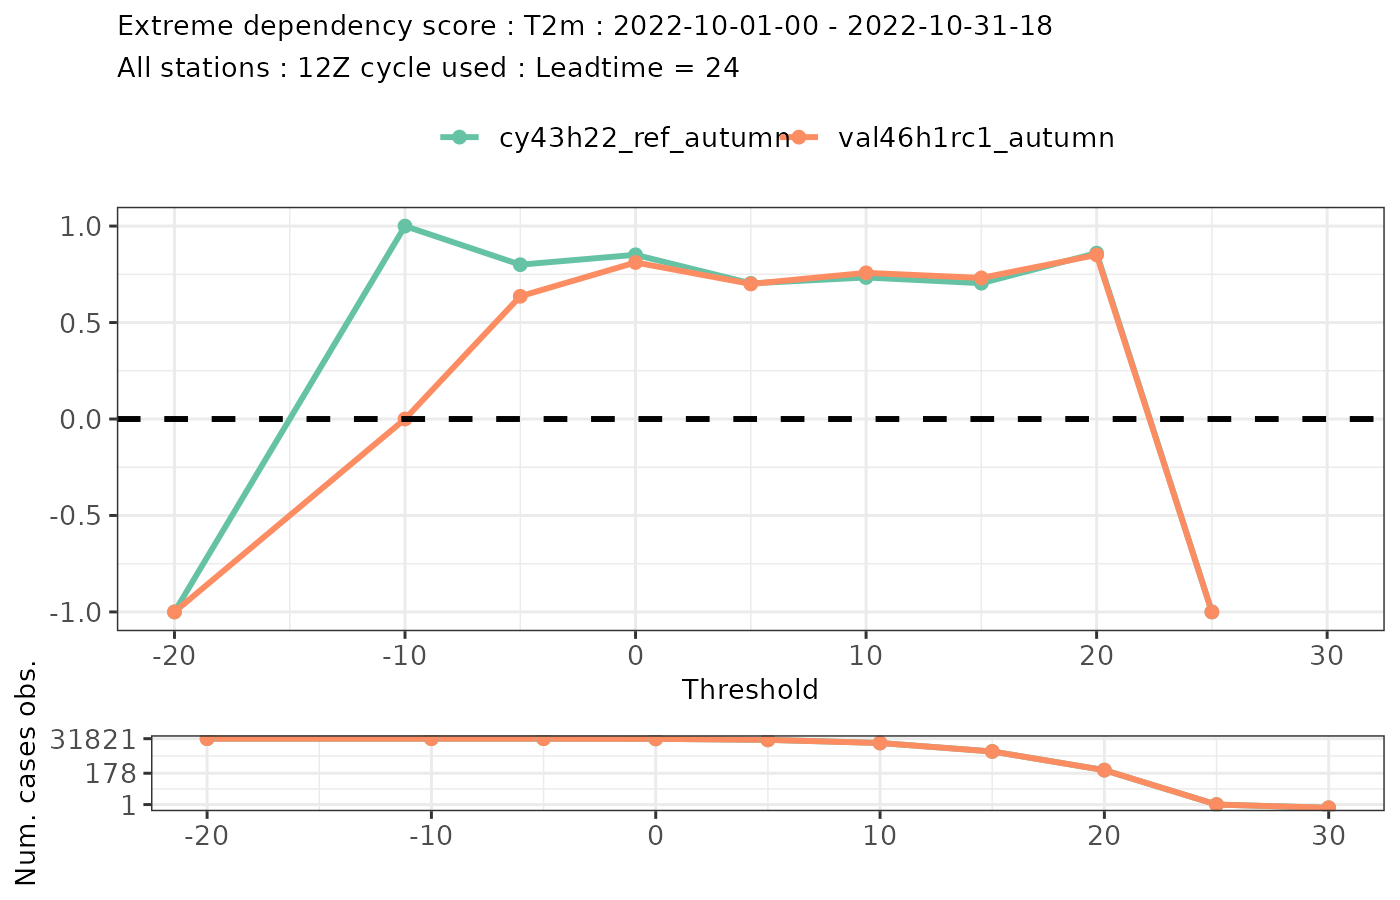 Extreme dependency score : T2m : 2022-10-01-00 - 2022-10-31-18
All stations : 12Z cycle used : Leadtime = 24
cy43h22_ref_autumn val46h1rc1_autumn
1.0
0.5
0.0
-0.5
-1.0
-20 -10 0 10 20 30
Threshold
Num. cases obs.
31821
178
1
-20 -10 0 10 20 30